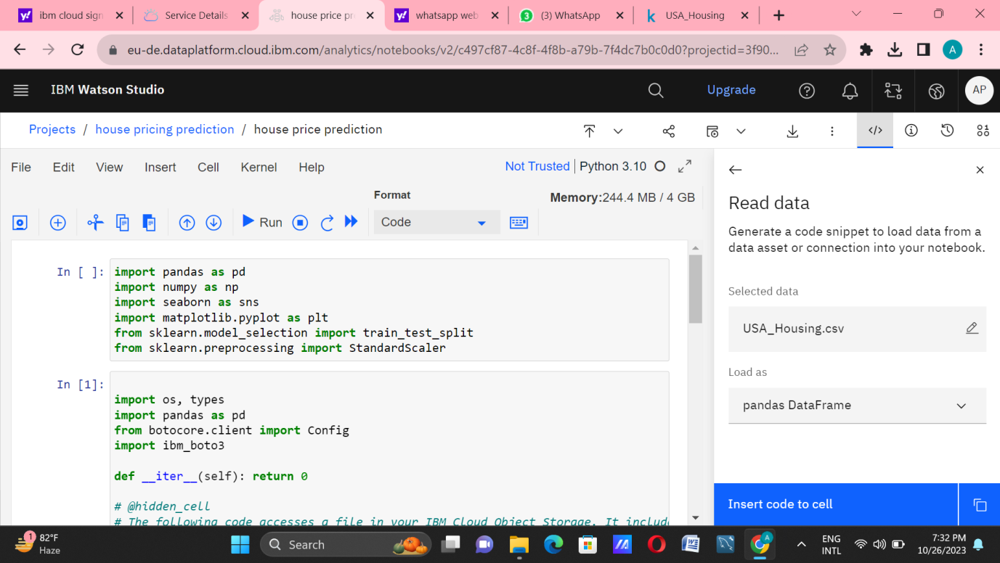 ibm cloud sign
Service Details
house price pr
whatsapp web
3
(3) WhatsApp
k
USA_Housing
eu-de.dataplatform.cloud.ibm.com/analytics/notebooks/v2/c497cf87-4c8f-4f8b-a79b-7f4dc7b0c0d0?projectid=3f90...
A
IBM Watson Studio
Upgrade
AP
Projects / house pricing prediction / house price prediction
File Edit View Insert Cell Kernel Help
Not Trusted Python 3.10
Format
Memory:244.4 MB / 4 GB
Run
Code
In [ ]:
import pandas as pd
import numpy as np
import seaborn as sns
import matplotlib.pyplot as plt
from sklearn.model_selection import train_test_split
from sklearn.preprocessing import StandardScaler
In [1]:
import os, types
import pandas as pd
from botocore.client import Config
import ibm_boto3
def __iter__(self): return 0
# @hidden_cell
# The following code accesses a file in your IBM Cloud Object Storage. It includ
Read data
Generate a code snippet to load data from a
data asset or connection into your notebook.
Selected data
USA_Housing.csv
Load as
pandas DataFrame
Insert code to cell
1
82°F
Haze
Search
A
ENG
INTL
7:32 PM
10/26/2023